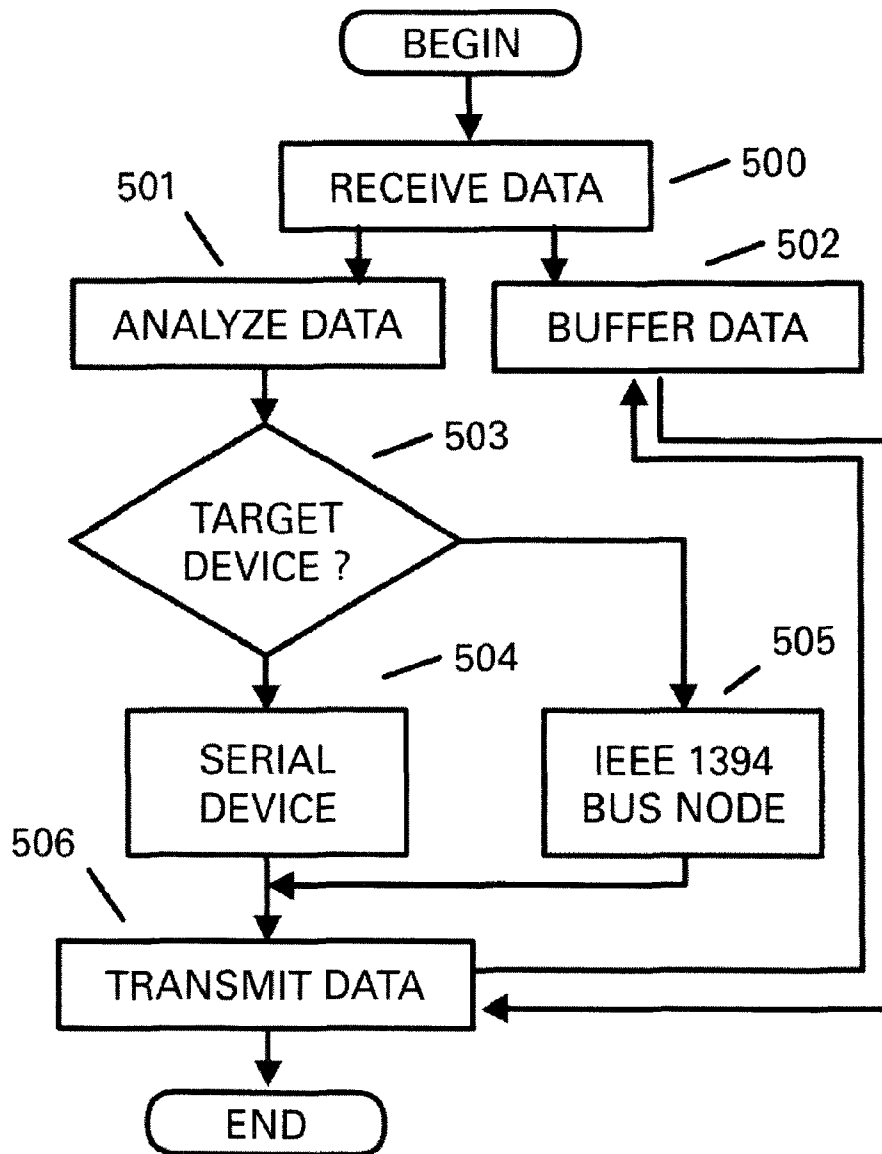 BEGIN
RECEIVE DATA
500
501
ANALYZE DATA
502
BUFFER DATA
503
TARGET
DEVICE ?
504
SERIAL
DEVICE
505
IEEE 1394
BUS NODE
506
TRANSMIT DATA
END